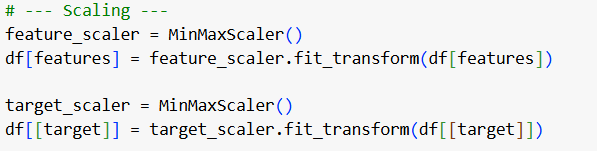 # --- Scaling ---
feature_scaler = MinMaxScaler()
df[features] = feature_scaler.fit_transform(df[features])
target_scaler = MinMaxScaler()
df[[target]] = target_scaler.fit_transform(df[[target]])